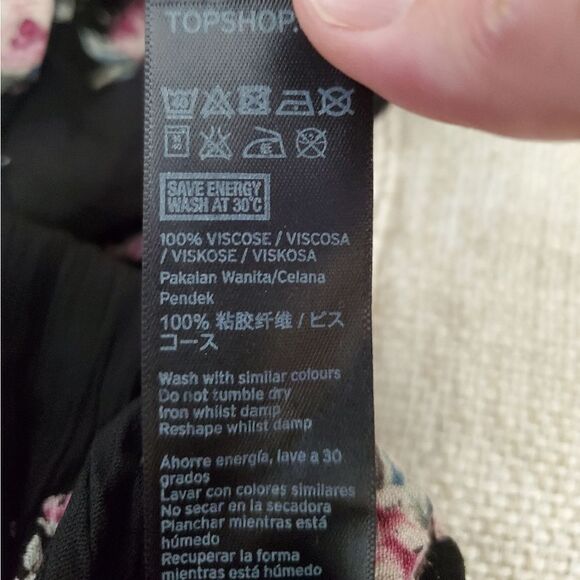 TOPSHOP.
SAVE ENERGY
WASH AT 30°C
100% VISCOSE / VISCOSA
/ VISKOSE / VISKOSA
Pakaian Wanita/Celana
Pendek
100% 粘胶纤维 / ビス
コース
Wash with similar colours
Do not tumble dry
Iron whilst damp
Reshape whilst damp
Ahorre energía, lave a 30
grados
Lavar con colores similares
No secar en la secadora
Planchar mientras está
húmedo
Recuperar la forma
mientras está húmedo